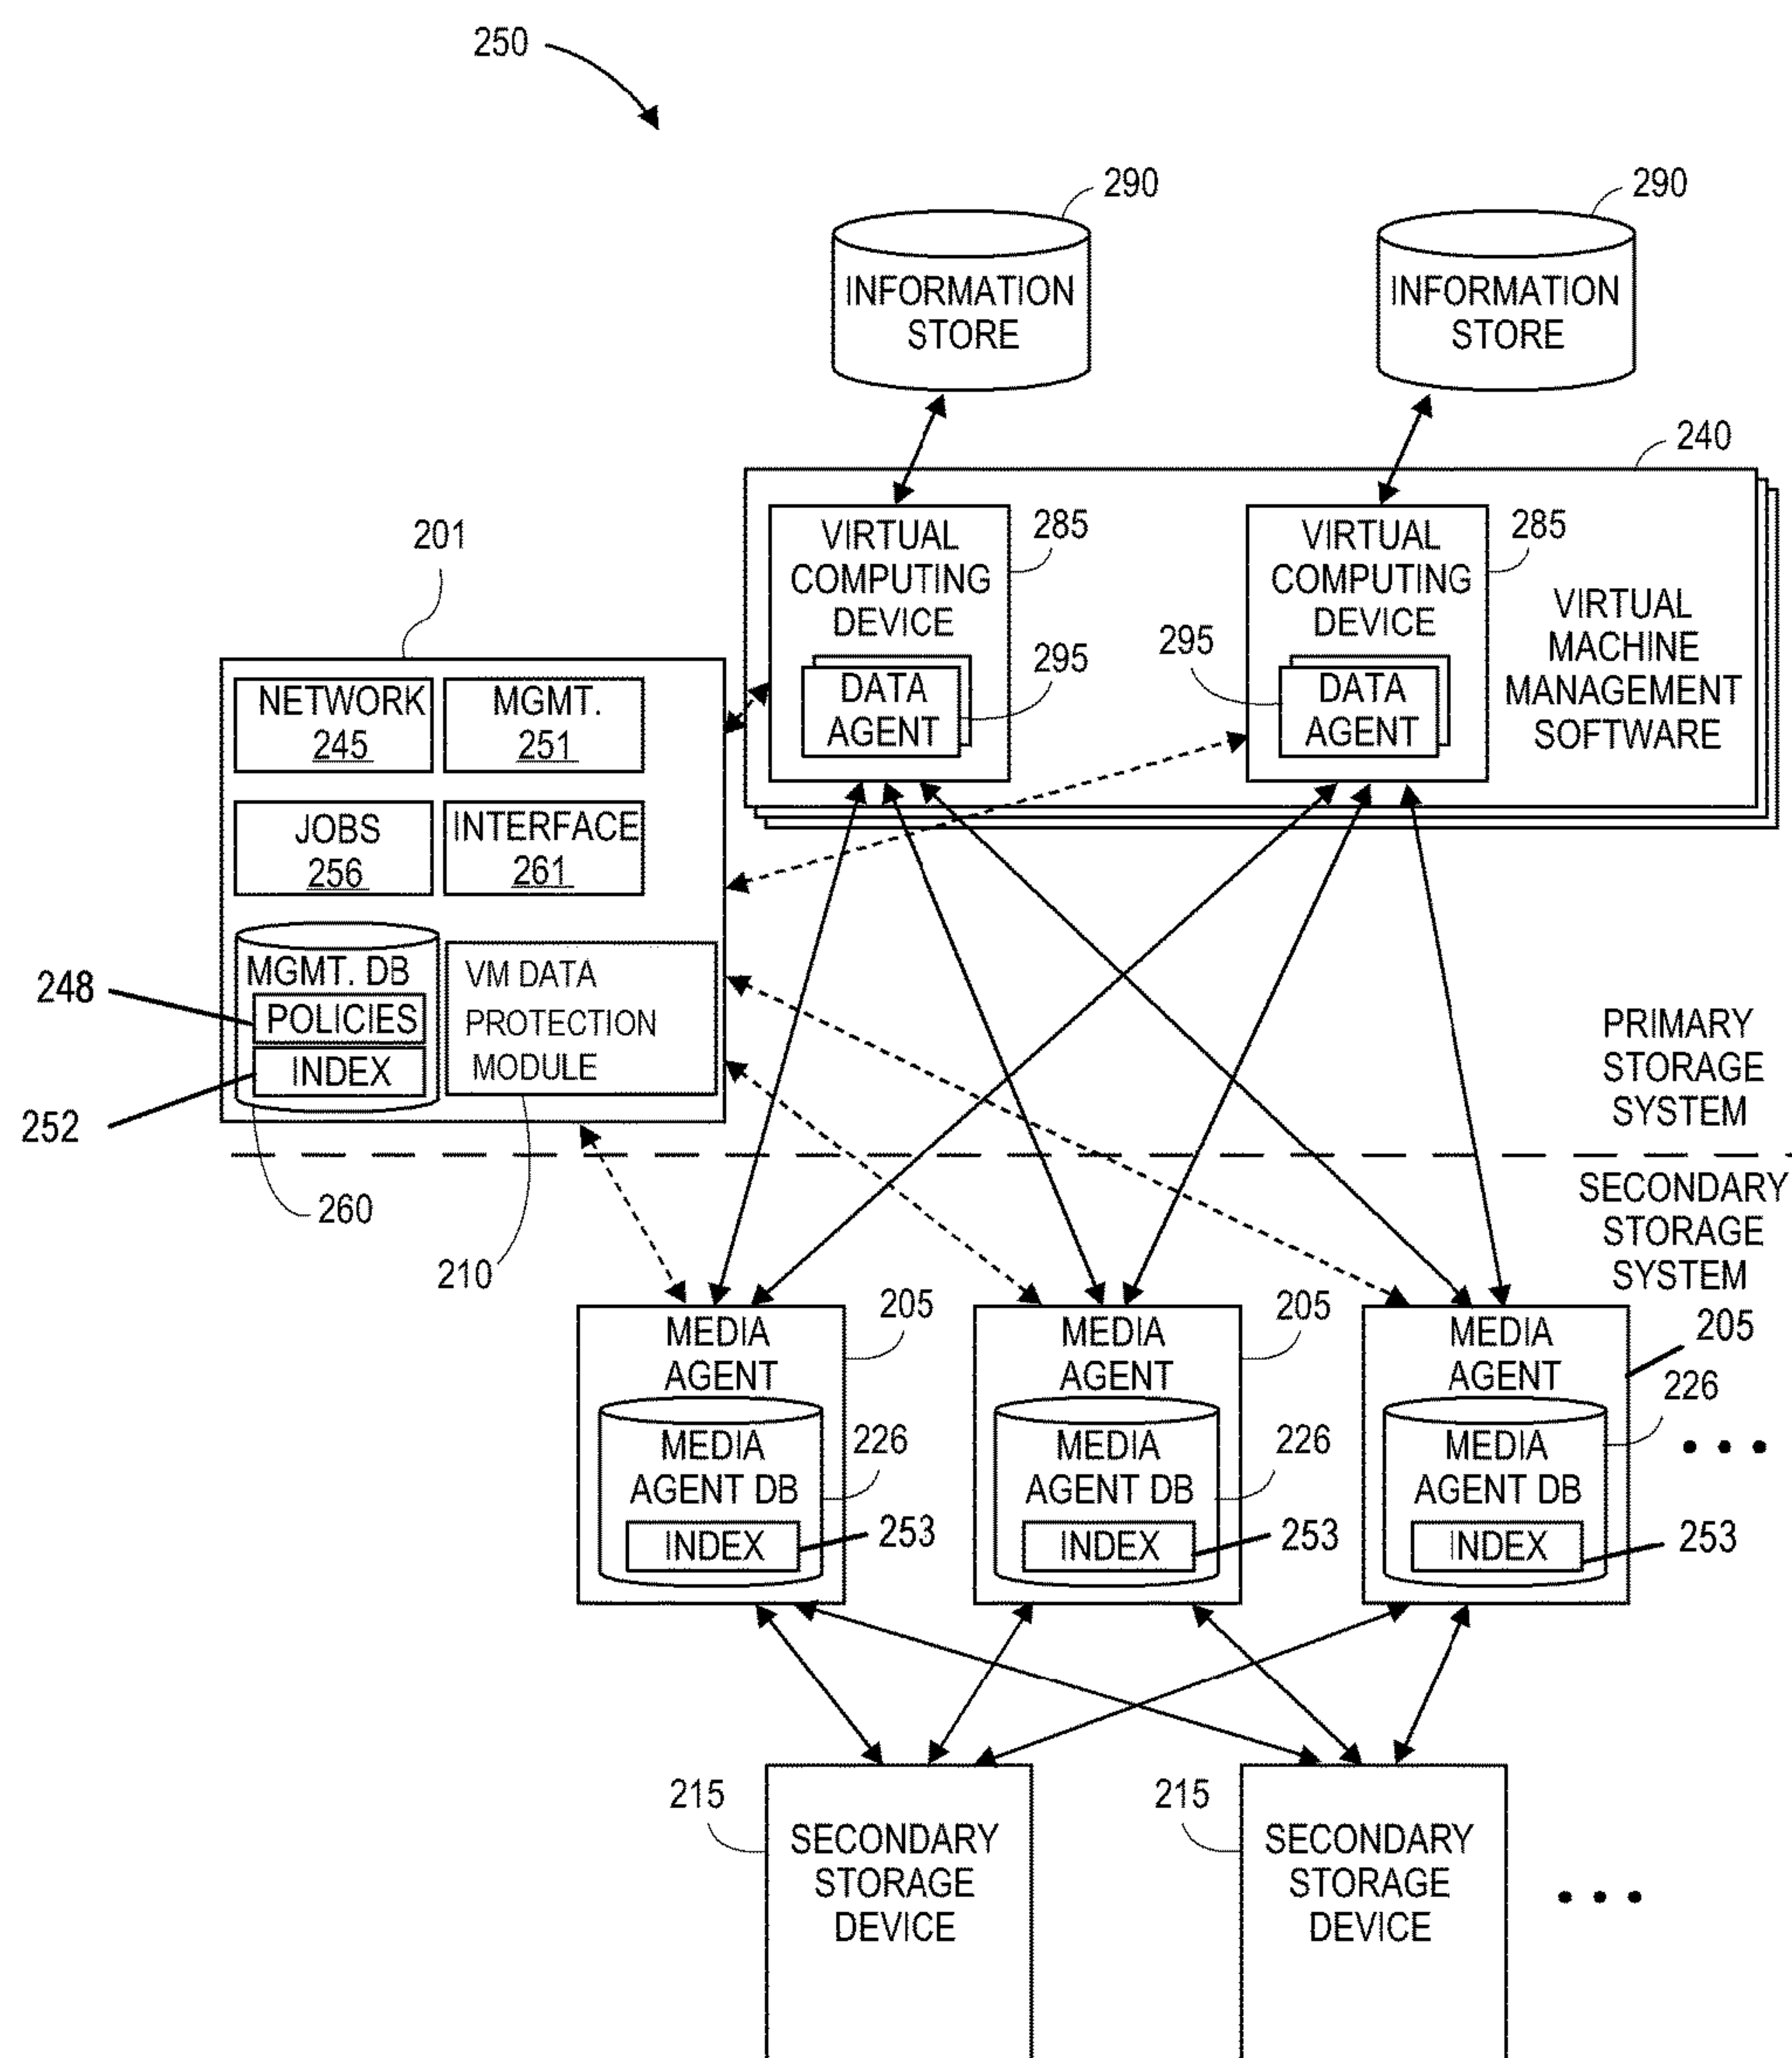 250
290
290
INFORMATION
STORE
INFORMATION
STORE
240
201
VIRTUAL
COMPUTING
DEVICE
285
VIRTUAL
COMPUTING
DEVICE
285
VIRTUAL
MACHINE
MANAGEMENT
SOFTWARE
DATA
AGENT
295
295
DATA
AGENT
NETWORK
245
MGMT.
251
JOBS
256
INTERFACE
261
MGMT. DB
POLICIES
INDEX
248
252
VM DATA
PROTECTION
MODULE
260
210
PRIMARY
STORAGE
SYSTEM
SECONDARY
STORAGE
SYSTEM
MEDIA
AGENT
205
MEDIA
AGENT DB
226
INDEX
253
MEDIA
AGENT
205
MEDIA
AGENT DB
226
INDEX
253
MEDIA
AGENT
205
MEDIA
AGENT DB
226
INDEX
253
215
SECONDARY
STORAGE
DEVICE
215
SECONDARY
STORAGE
DEVICE